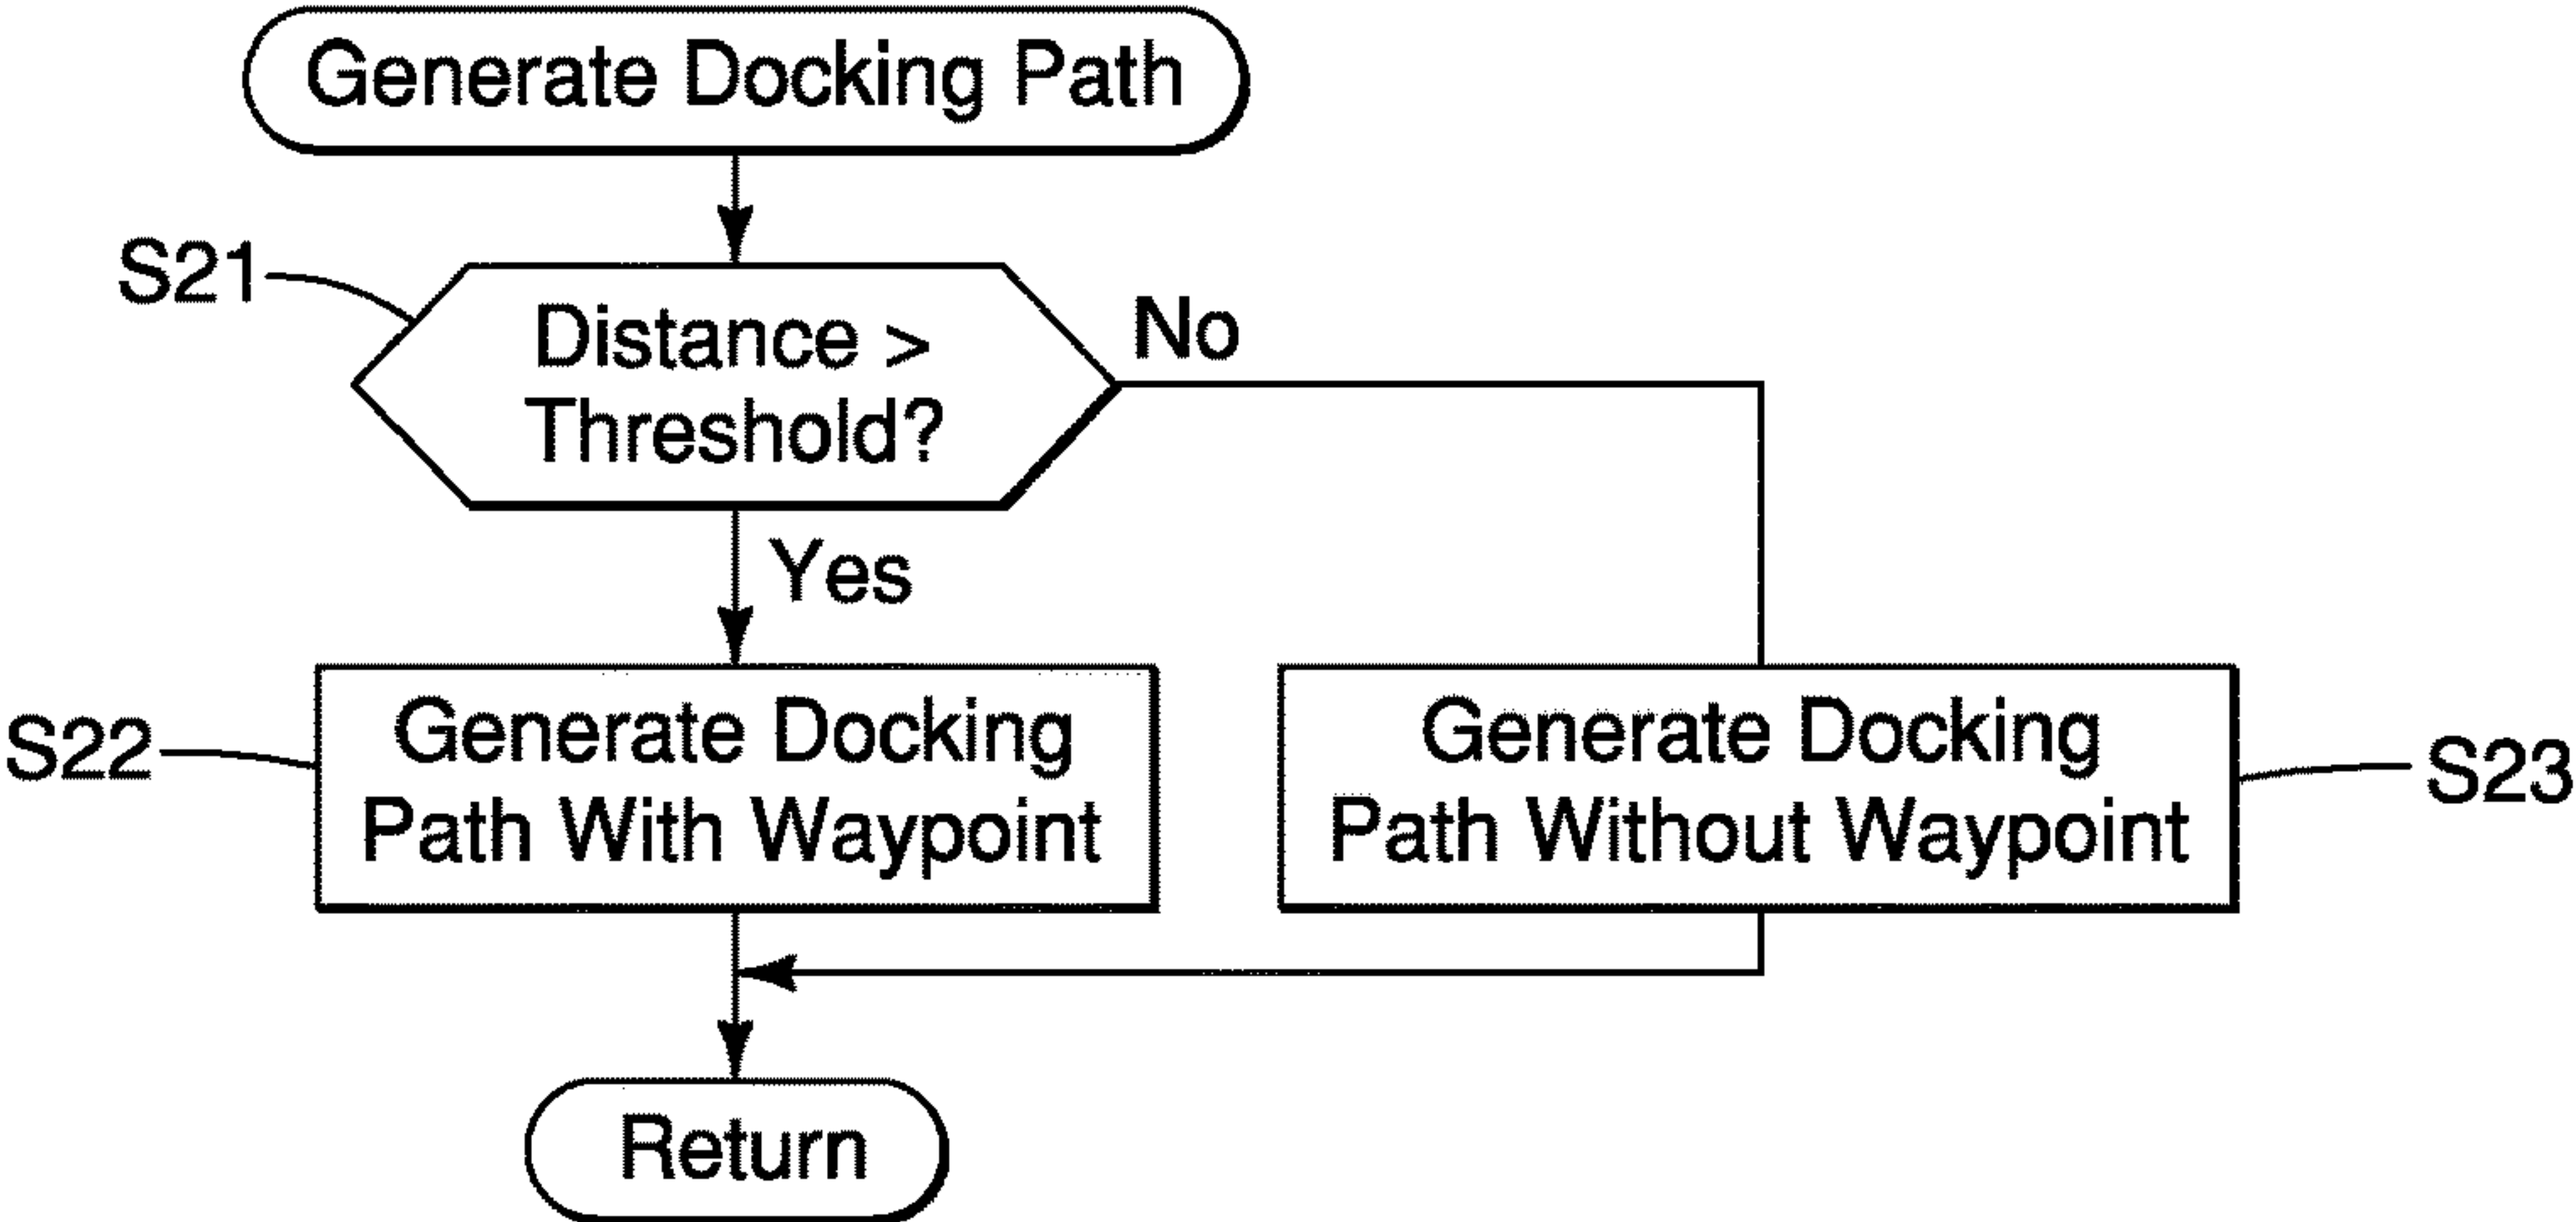 Generate Docking Path
S21
Distance >
Threshold?
No
Yes
S22
Generate Docking
Path With Waypoint
Generate Docking
Path Without Waypoint
S23
Return